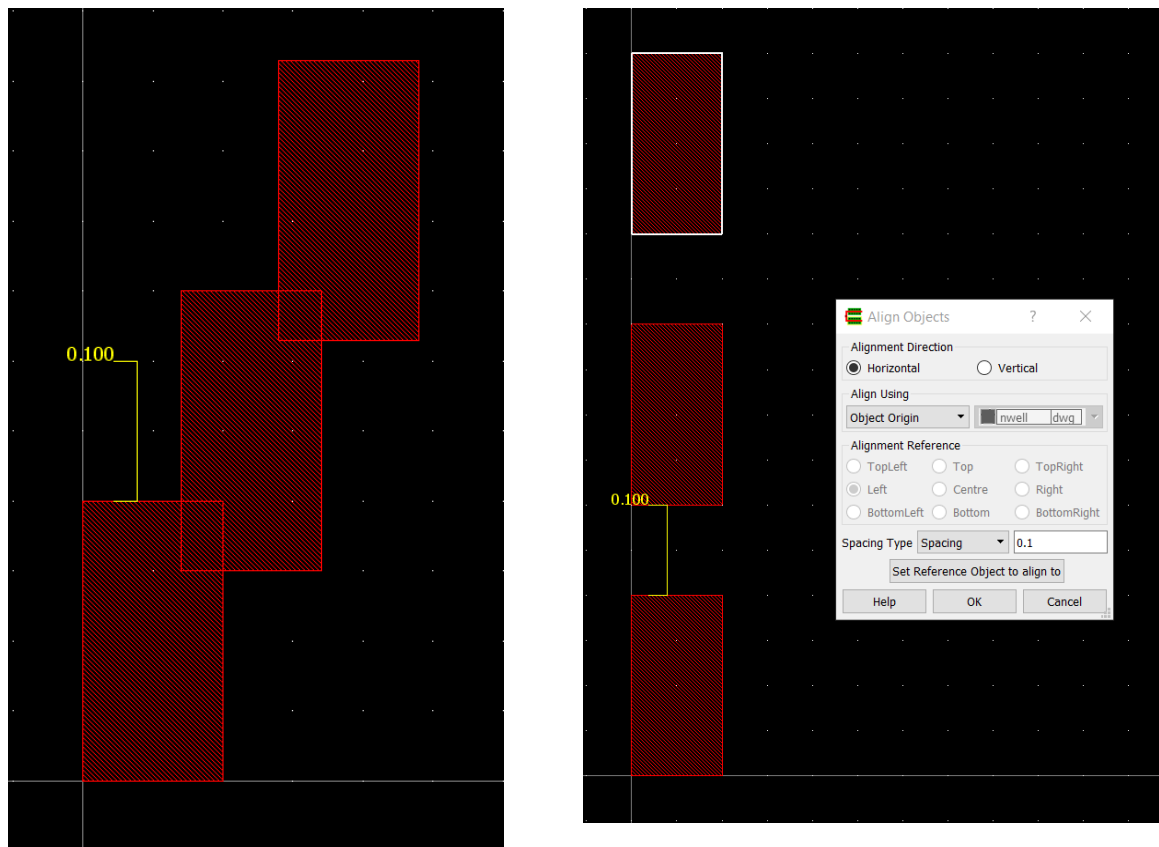 0.100
0.100
Align Objects ?
Alignment Direction
Horizontal Vertical
Align Using
Object Origin nwell dwg
Alignment Reference
TopLeft Top TopRight
Left Centre Right
BottomLeft Bottom BottomRight
Spacing Type Spacing 0.1
Set Reference Object to align to
Help OK Cancel